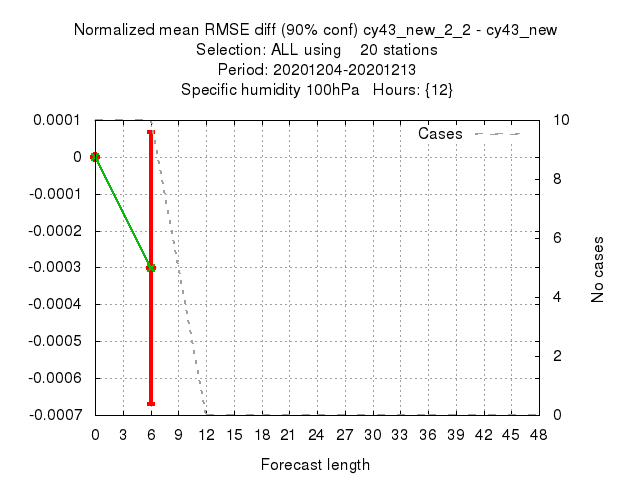 Normalized mean RMSE diff (90% conf) cy43_new_2_2 - cy43_new
Selection: ALL using 20 stations
Period: 20201204-20201213
Specific humidity 100hPa Hours: {12}
0.0001
0
-0.0001
-0.0002
-0.0003
-0.0004
-0.0005
-0.0006
-0.0007
Cases
10
8
6
4
2
0
No cases
0 3 6 9 12 15 18 21 24 27 30 33 36 39 42 45 48
Forecast length